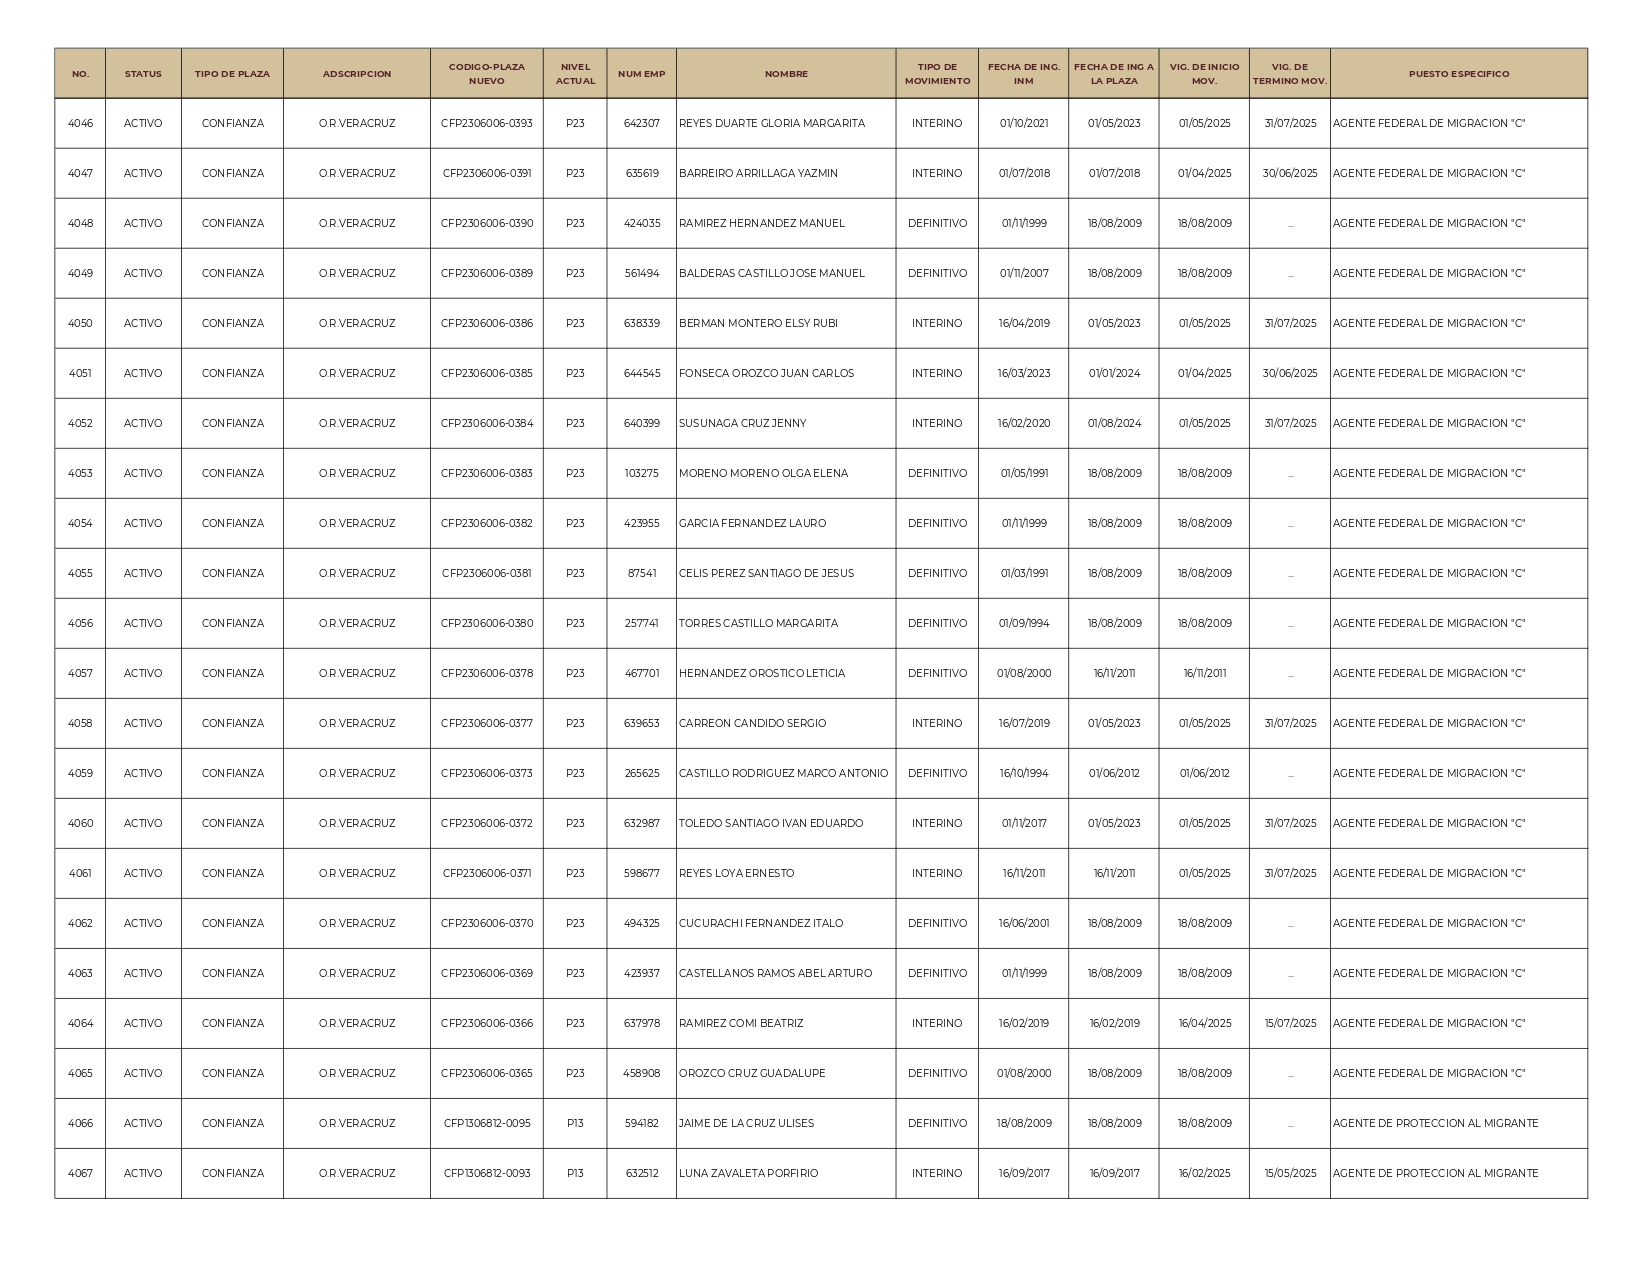 NO. STATUS TIPO DE PLAZA ADSCRIPCION CODIGO-PLAZA NUEVO NIVEL ACTUAL NUM EMP NOMBRE TIPO DE MOVIMIENTO FECHA DE ING. INM FECHA DE ING A LA PLAZA VIG. DE INICIO MOV. VIG. DE TERMINO MOV. PUESTO ESPECIFICO
4046 ACTIVO CONFIANZA O.R.VERACRUZ CFP2306006-0393 P23 642307 REYES DUARTE GLORIA MARGARITA INTERINO 01/10/2021 01/05/2023 01/05/2025 31/07/2025 AGENTE FEDERAL DE MIGRACION "C"
4047 ACTIVO CONFIANZA O.R.VERACRUZ CFP2306006-0391 P23 635619 BARREIRO ARRILLAGA YAZMIN INTERINO 01/07/2018 01/07/2018 01/04/2025 30/06/2025 AGENTE FEDERAL DE MIGRACION "C"
4048 ACTIVO CONFIANZA O.R.VERACRUZ CFP2306006-0390 P23 424035 RAMIREZ HERNANDEZ MANUEL DEFINITIVO 01/11/1999 18/08/2009 18/08/2009 ... AGENTE FEDERAL DE MIGRACION "C"
4049 ACTIVO CONFIANZA O.R.VERACRUZ CFP2306006-0389 P23 561494 BALDERAS CASTILLO JOSE MANUEL DEFINITIVO 01/11/2007 18/08/2009 18/08/2009 ... AGENTE FEDERAL DE MIGRACION "C"
4050 ACTIVO CONFIANZA O.R.VERACRUZ CFP2306006-0386 P23 638339 BERMAN MONTERO ELSY RUBI INTERINO 16/04/2019 01/05/2023 01/05/2025 31/07/2025 AGENTE FEDERAL DE MIGRACION "C"
4051 ACTIVO CONFIANZA O.R.VERACRUZ CFP2306006-0385 P23 644545 FONSECA OROZCO JUAN CARLOS INTERINO 16/03/2023 01/01/2024 01/04/2025 30/06/2025 AGENTE FEDERAL DE MIGRACION "C"
4052 ACTIVO CONFIANZA O.R.VERACRUZ CFP2306006-0384 P23 640399 SUSUNAGA CRUZ JENNY INTERINO 16/02/2020 01/08/2024 01/05/2025 31/07/2025 AGENTE FEDERAL DE MIGRACION "C"
4053 ACTIVO CONFIANZA O.R.VERACRUZ CFP2306006-0383 P23 103275 MORENO MORENO OLGA ELENA DEFINITIVO 01/05/1991 18/08/2009 18/08/2009 ... AGENTE FEDERAL DE MIGRACION "C"
4054 ACTIVO CONFIANZA O.R.VERACRUZ CFP2306006-0382 P23 423955 GARCIA FERNANDEZ LAURO DEFINITIVO 01/11/1999 18/08/2009 18/08/2009 ... AGENTE FEDERAL DE MIGRACION "C"
4055 ACTIVO CONFIANZA O.R.VERACRUZ CFP2306006-0381 P23 87541 CELIS PEREZ SANTIAGO DE JESUS DEFINITIVO 01/03/1991 18/08/2009 18/08/2009 ... AGENTE FEDERAL DE MIGRACION "C"
4056 ACTIVO CONFIANZA O.R.VERACRUZ CFP2306006-0380 P23 257741 TORRES CASTILLO MARGARITA DEFINITIVO 01/09/1994 18/08/2009 18/08/2009 ... AGENTE FEDERAL DE MIGRACION "C"
4057 ACTIVO CONFIANZA O.R.VERACRUZ CFP2306006-0378 P23 467701 HERNANDEZ OROSTICO LETICIA DEFINITIVO 01/08/2000 16/11/2011 16/11/2011 ... AGENTE FEDERAL DE MIGRACION "C"
4058 ACTIVO CONFIANZA O.R.VERACRUZ CFP2306006-0377 P23 639653 CARREON CANDIDO SERGIO INTERINO 16/07/2019 01/05/2023 01/05/2025 31/07/2025 AGENTE FEDERAL DE MIGRACION "C"
4059 ACTIVO CONFIANZA O.R.VERACRUZ CFP2306006-0373 P23 265625 CASTILLO RODRIGUEZ MARCO ANTONIO DEFINITIVO 16/10/1994 01/06/2012 01/06/2012 ... AGENTE FEDERAL DE MIGRACION "C"
4060 ACTIVO CONFIANZA O.R.VERACRUZ CFP2306006-0372 P23 632987 TOLEDO SANTIAGO IVAN EDUARDO INTERINO 01/11/2017 01/05/2023 01/05/2025 31/07/2025 AGENTE FEDERAL DE MIGRACION "C"
4061 ACTIVO CONFIANZA O.R.VERACRUZ CFP2306006-0371 P23 598677 REYES LOYA ERNESTO INTERINO 16/11/2011 16/11/2011 01/05/2025 31/07/2025 AGENTE FEDERAL DE MIGRACION "C"
4062 ACTIVO CONFIANZA O.R.VERACRUZ CFP2306006-0370 P23 494325 CUCURACHI FERNANDEZ ITALO DEFINITIVO 16/06/2001 18/08/2009 18/08/2009 ... AGENTE FEDERAL DE MIGRACION "C"
4063 ACTIVO CONFIANZA O.R.VERACRUZ CFP2306006-0369 P23 423937 CASTELLANOS RAMOS ABEL ARTURO DEFINITIVO 01/11/1999 18/08/2009 18/08/2009 ... AGENTE FEDERAL DE MIGRACION "C"
4064 ACTIVO CONFIANZA O.R.VERACRUZ CFP2306006-0366 P23 637978 RAMIREZ COMI BEATRIZ INTERINO 16/02/2019 16/02/2019 16/04/2025 15/07/2025 AGENTE FEDERAL DE MIGRACION "C"
4065 ACTIVO CONFIANZA O.R.VERACRUZ CFP2306006-0365 P23 458908 OROZCO CRUZ GUADALUPE DEFINITIVO 01/08/2000 18/08/2009 18/08/2009 ... AGENTE FEDERAL DE MIGRACION "C"
4066 ACTIVO CONFIANZA O.R.VERACRUZ CFP1306812-0095 P13 594182 JAIME DE LA CRUZ ULISES DEFINITIVO 18/08/2009 18/08/2009 18/08/2009 ... AGENTE DE PROTECCION AL MIGRANTE
4067 ACTIVO CONFIANZA O.R.VERACRUZ CFP1306812-0093 P13 632512 LUNA ZAVALETA PORFIRIO INTERINO 16/09/2017 16/09/2017 16/02/2025 15/05/2025 AGENTE DE PROTECCION AL MIGRANTE